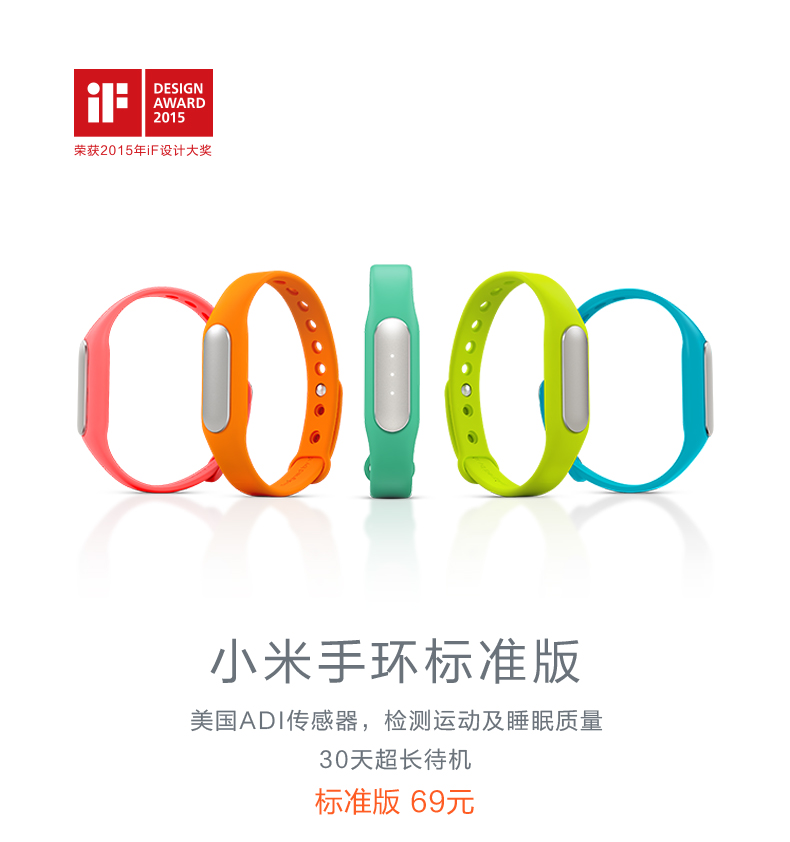 iF
DESIGN
AWARD
2015
荣获2015年iF设计大奖
小米手环标准版
美国ADI传感器，检测运动及睡眠质量
30天超长待机
标准版 69元